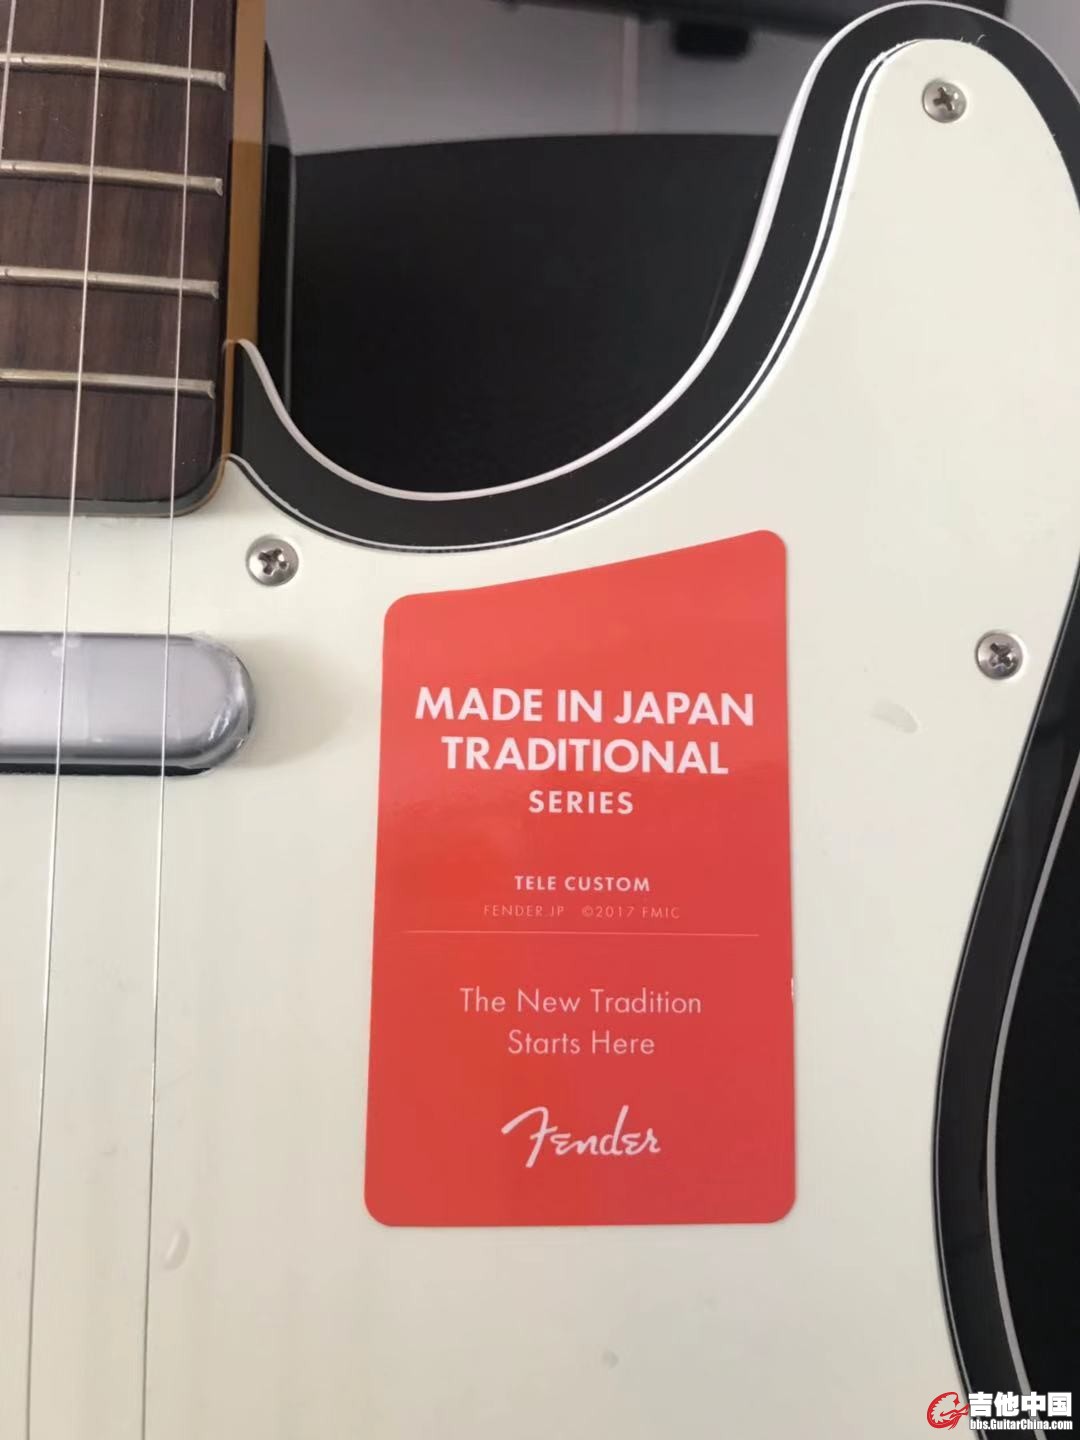 MADE IN JAPAN
TRADITIONAL
SERIES
TELE CUSTOM
FENDER.JP ©2017 FMIC
The New Tradition
Starts Here
Fender
吉他中国
bbs.GuitarChina.com